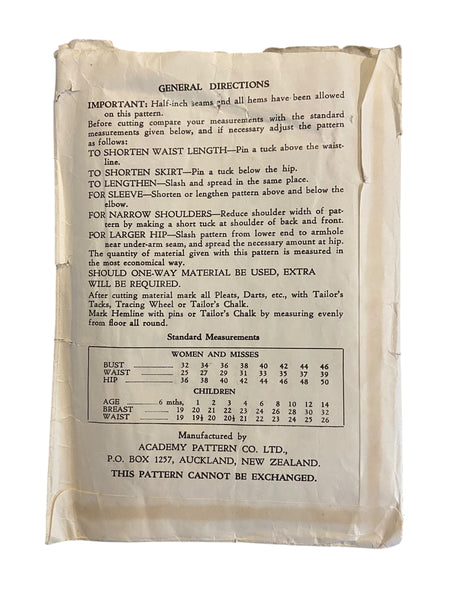 GENERAL DIRECTIONS
IMPORTANT: Half-inch seams and all hems have been allowed
on this pattern.
Before cutting compare your measurements with the standard
measurements given below, and if necessary adjust the pattern
as follows:
TO SHORTEN WAIST LENGTH—Pin a tuck above the waist-
line.
TO SHORTEN SKIRT—Pin a tuck below the hip.
TO LENGTHEN—Slash and spread in the same place.
FOR SLEEVE—Shorten or lengthen pattern above and below the
elbow.
FOR NARROW SHOULDERS—Reduce shoulder width of pat-
tern by making a short tuck at shoulder of back and front.
FOR LARGER HIP—Slash pattern from lower end to armhole
near under-arm seam, and spread the necessary amount at hip.
The quantity of material given with this pattern is measured in
the most economical way.
SHOULD ONE-WAY MATERIAL BE USED, EXTRA
WILL BE REQUIRED.
After cutting material mark all Pleats, Darts, etc., with Tailor's
Tacks, Tracing Wheel or Tailor's Chalk.
Mark Hemline with pins or Tailor's Chalk by measuring evenly
from floor all round.
Standard Measurements
WOMEN AND MISSES
BUST 32 34 36 38 40 42 44 46
WAIST 25 27 29 31 33 35 37 39
HIP 36 38 40 42 44 46 48 50
CHILDREN
AGE 6 mths, 1 2 3 4 6 8 10 12 14
BREAST 19 20 21 22 23 24 26 28 30 32
WAIST 19 19½ 20 20½ 21 22 23 24 25 26
Manufactured by
ACADEMY PATTERN CO. LTD.,
P.O. BOX 1257, AUCKLAND, NEW ZEALAND.
THIS PATTERN CANNOT BE EXCHANGED.